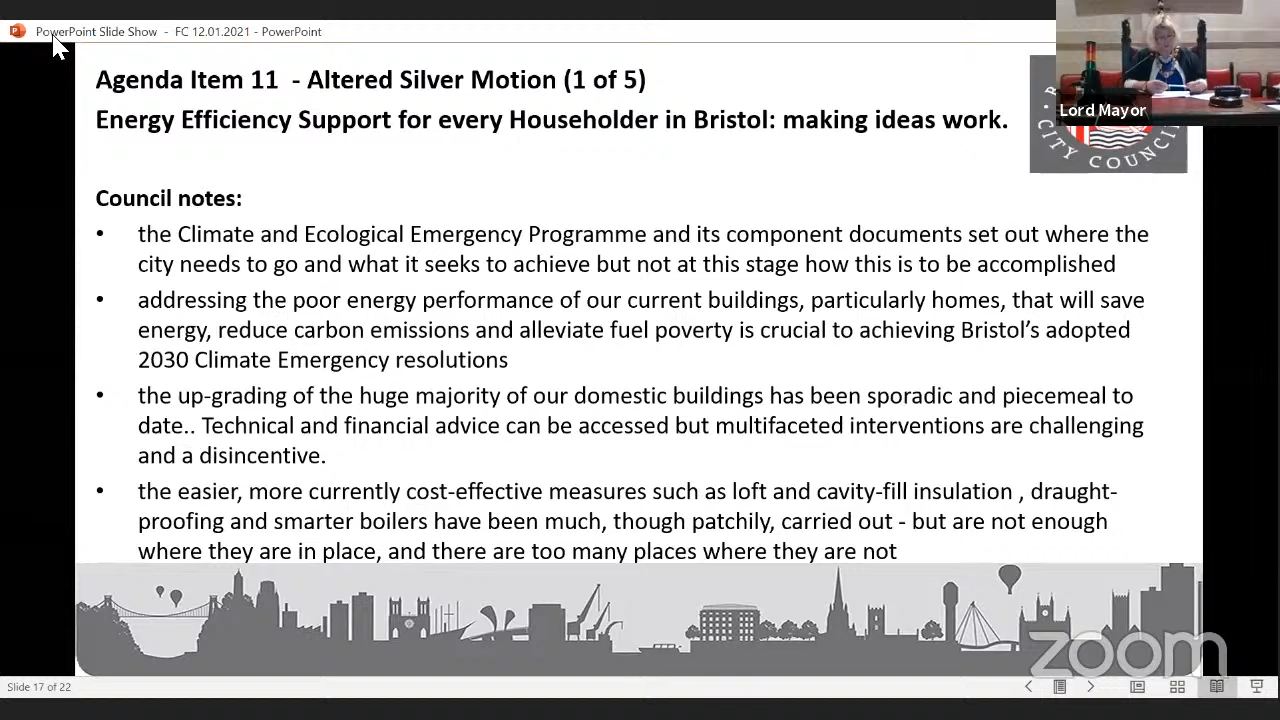 PowerPoint Slide Show - FC 12.01.2021 - PowerPoint
Agenda Item 11 - Altered Silver Motion (1 of 5)
Energy Efficiency Support for every Householder in Bristol: making ideas work.
Lord Mayor
CITY COUNCIL
Council notes:
• the Climate and Ecological Emergency Programme and its component documents set out where the
city needs to go and what it seeks to achieve but not at this stage how this is to be accomplished
• addressing the poor energy performance of our current buildings, particularly homes, that will save
energy, reduce carbon emissions and alleviate fuel poverty is crucial to achieving Bristol’s adopted
2030 Climate Emergency resolutions
• the up-grading of the huge majority of our domestic buildings has been sporadic and piecemeal to
date.. Technical and financial advice can be accessed but multifaceted interventions are challenging
and a disincentive.
• the easier, more currently cost-effective measures such as loft and cavity-fill insulation , draught-
proofing and smarter boilers have been much, though patchily, carried out - but are not enough
where they are in place, and there are too many places where they are not
zoom
Slide 17 of 22